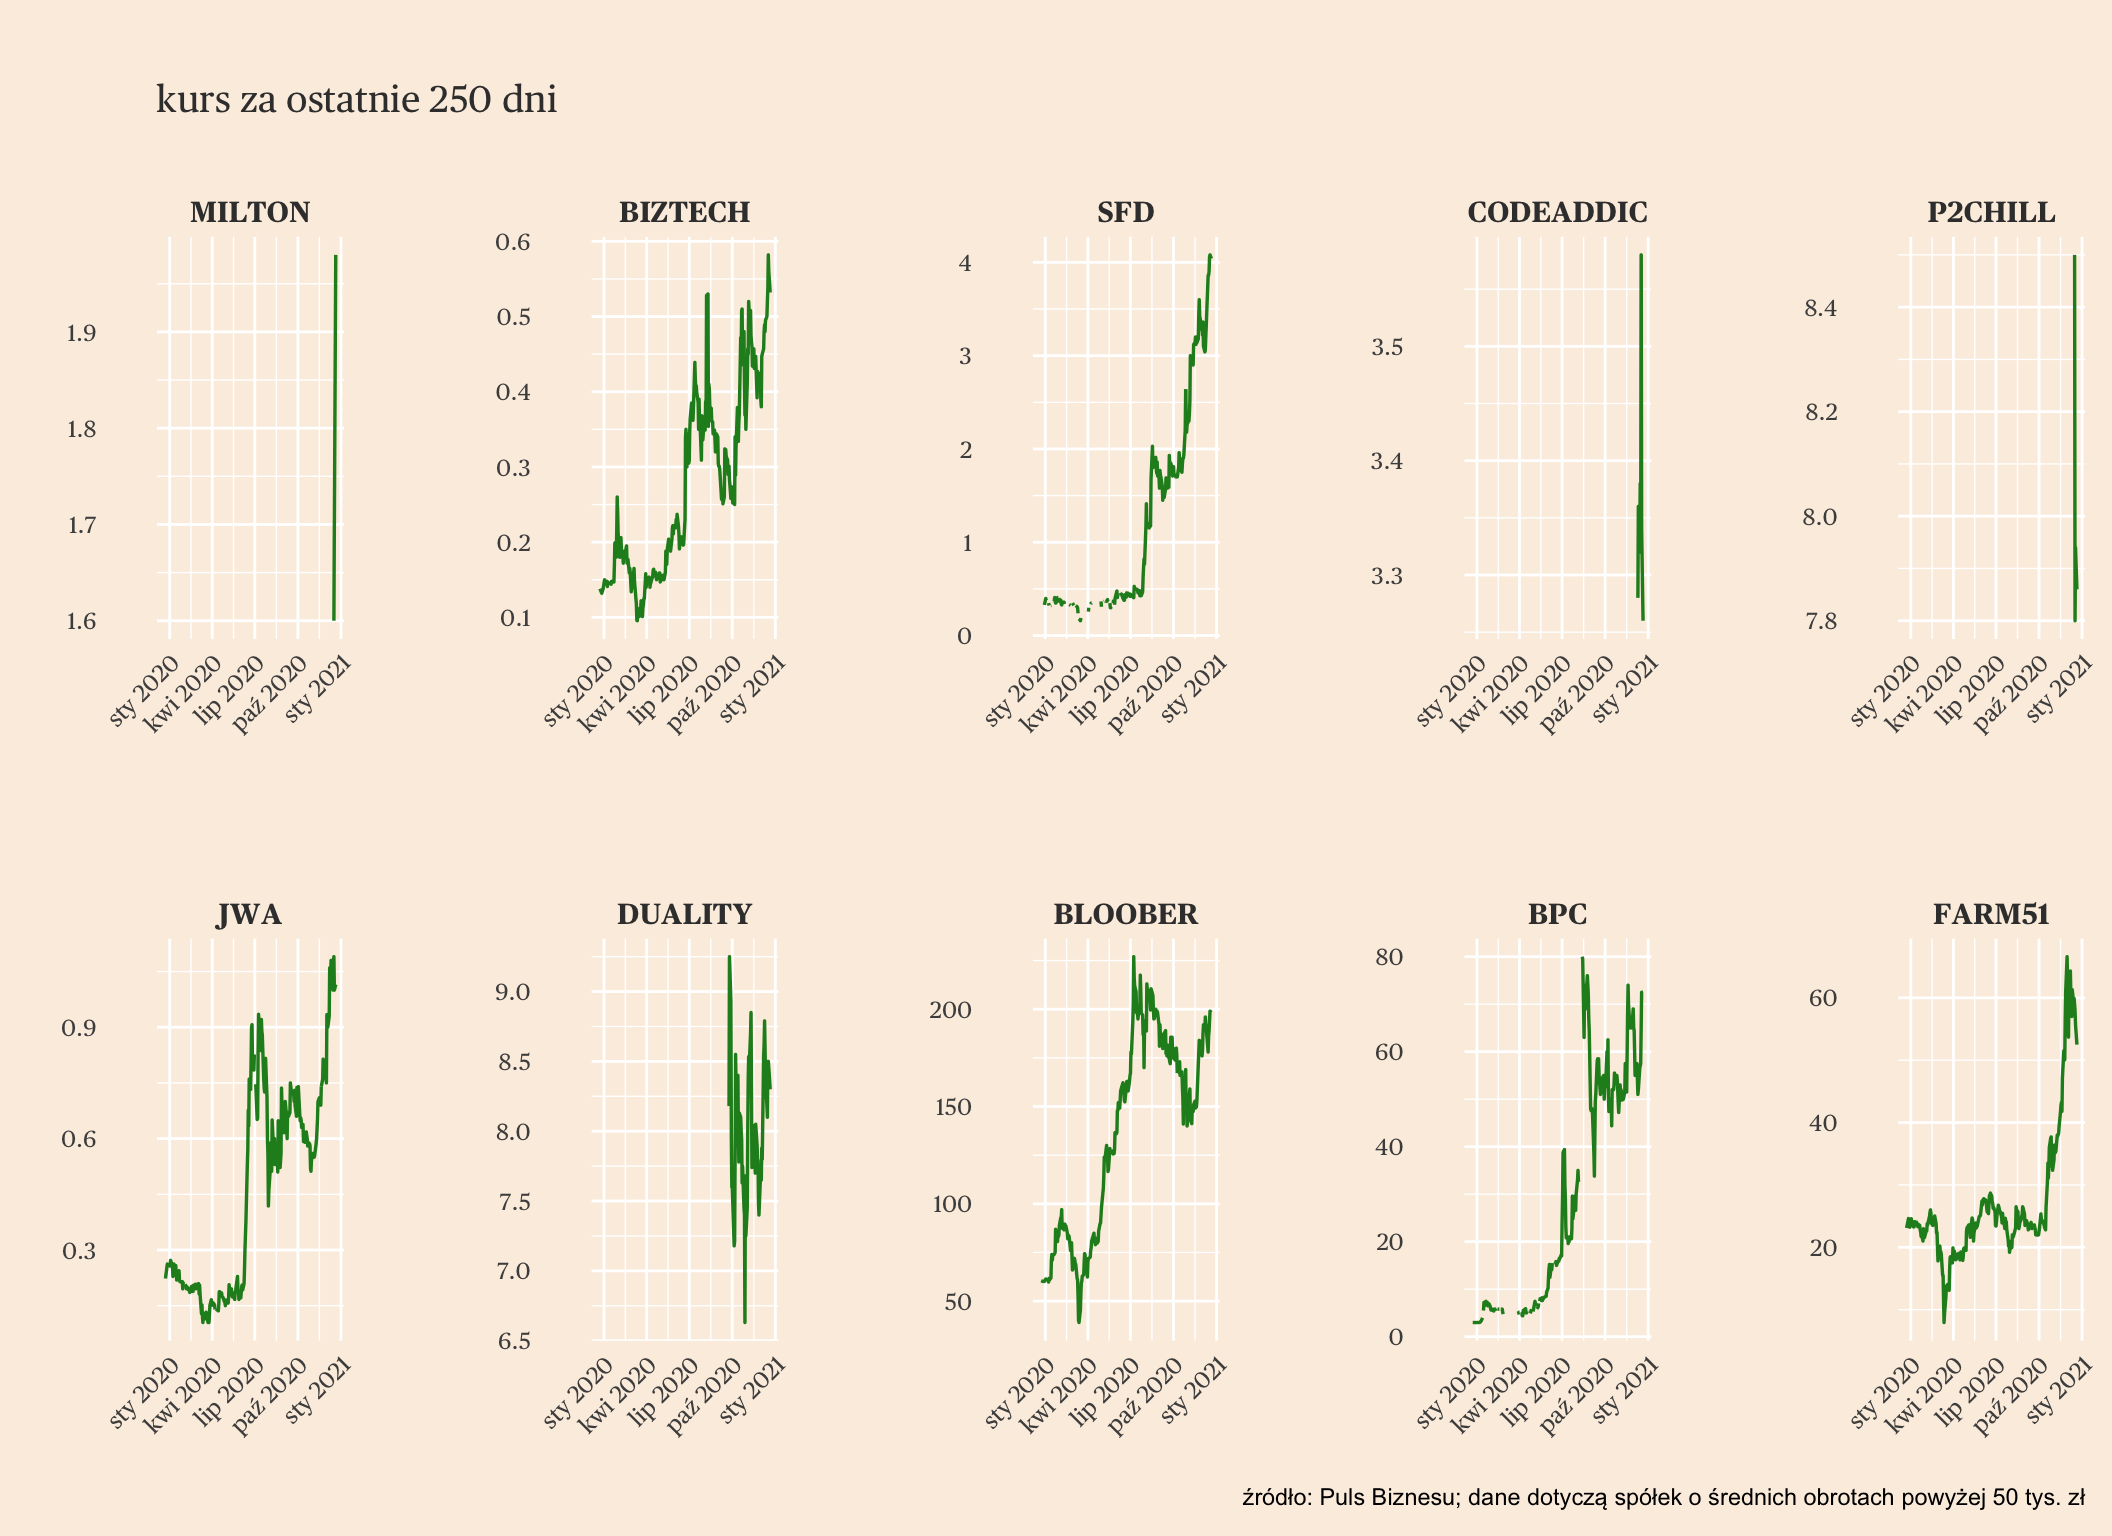 kurs za ostatnie 250 dni
MILTON
BIZTECH
SFD
CODEADDIC
P2CHILL
1.9
1.8
1.7
1.6
sty 2020
kwi 2020
lip 2020
paź 2020
sty 2021
0.6
0.5
0.4
0.3
0.2
0.1
sty 2020
kwi 2020
lip 2020
paź 2020
sty 2021
4
3
2
1
0
sty 2020
kwi 2020
lip 2020
paź 2020
sty 2021
3.5
3.4
3.3
sty 2020
kwi 2020
lip 2020
paź 2020
sty 2021
8.4
8.2
8.0
7.8
sty 2020
kwi 2020
lip 2020
paź 2020
sty 2021
JWA
DUALITY
BLOOBER
BPC
FARM51
0.9
0.6
0.3
sty 2020
kwi 2020
lip 2020
paź 2020
sty 2021
9.0
8.5
8.0
7.5
7.0
6.5
sty 2020
kwi 2020
lip 2020
paź 2020
sty 2021
200
150
100
50
sty 2020
kwi 2020
lip 2020
paź 2020
sty 2021
80
60
40
20
0
sty 2020
kwi 2020
lip 2020
paź 2020
sty 2021
60
40
20
sty 2020
kwi 2020
lip 2020
paź 2020
sty 2021
źródło: Puls Biznesu; dane dotyczą spółek o średnich obrotach powyżej 50 tys. zł